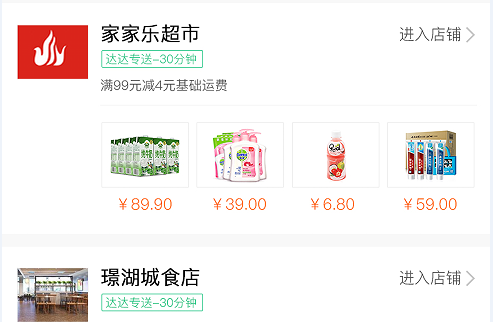 家家乐超市
进入店铺
达达专送-30分钟
满99元减4元基础运费
￥89.90
￥39.00
￥6.80
￥59.00
璟湖城食店
进入店铺
达达专送-30分钟